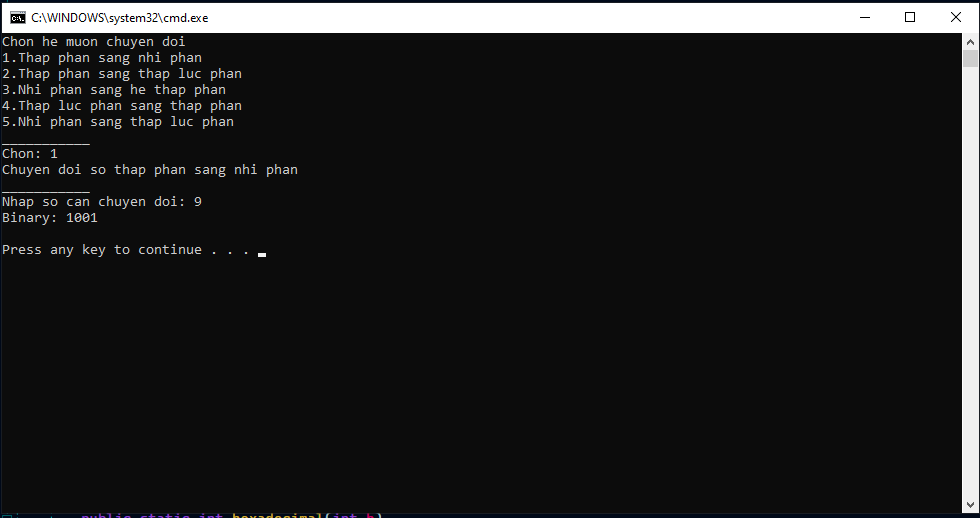 C:\WINDOWS\system32\cmd.exe
Chon he muon chuyen doi
1.Thap phan sang nhi phan
2.Thap phan sang thap luc phan
3.Nhi phan sang he thap phan
4.Thap luc phan sang thap phan
5.Nhi phan sang thap luc phan
___________
Chon: 1
Chuyen doi so thap phan sang nhi phan
___________
Nhap so can chuyen doi: 9
Binary: 1001
Press any key to continue . . .
public static int hexadecimal(int h)